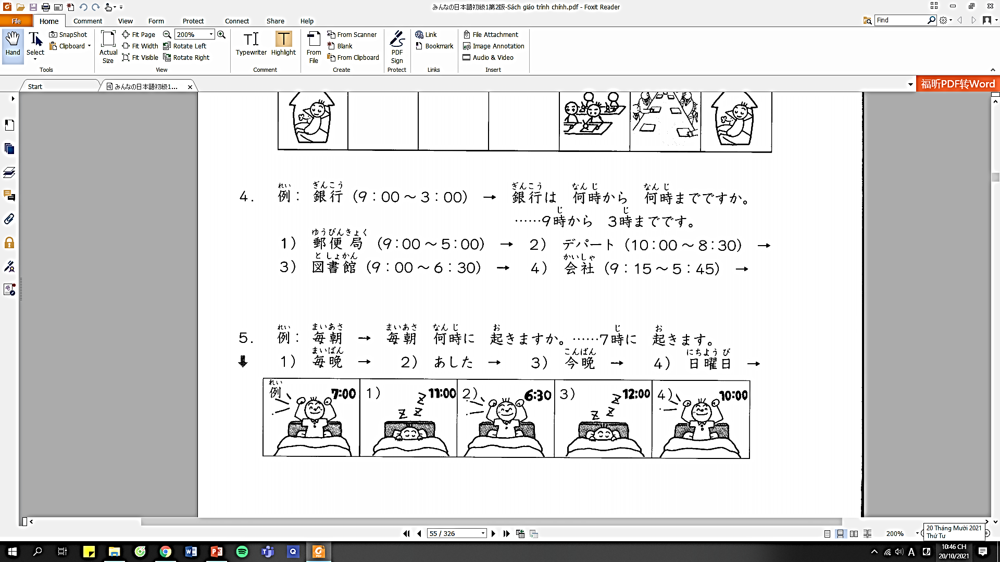 みんなの日本語初級1第2版-Sách giáo trình chính.pdf - Foxit Reader
File Home Comment View Form Protect Connect Share Help
Find
Hand
Select
SnapShot
Clipboard
Tools
Actual Size
Fit Page
Fit Width
Fit Visible
200%
Rotate Left
Rotate Right
View
Typewriter
Highlight
Comment
From File
From Scanner
Blank
From Clipboard
Create
PDF Sign
Protect
Link
Bookmark
Links
File Attachment
Image Annotation
Audio & Video
Insert
Start
みんなの日本語初級1...
福昕PDF转Word
れい ぎんこう ぎんこう なんじ なんじ
4. 例：銀行（9：00～3：00） → 銀行は 何時から 何時までですか。
じ じ
……9時から 3時までです。
ゆうびんきょく
1） 郵便局（9：00～5：00） → 2） デパート（10：00～8：30） →
としょかん かいしゃ
3） 図書館（9：00～6：30） → 4） 会社（9：15～5：45） →
れい まいあさ まいあさ なんじ お じ お
5. 例：毎朝 → 毎朝 何時に 起きますか。……7時に 起きます。
まいばん こんばん にちようび
1） 毎晩 → 2） あした → 3） 今晩 → 4） 日曜日 →
れい
例 7:00 1） 11:00 2） 6:30 3） 12:00 4） 10:00
z z z z z z
55 / 326
200%
20 Tháng Mười 2021
Thứ Tư
10:46 CH
20/10/2021